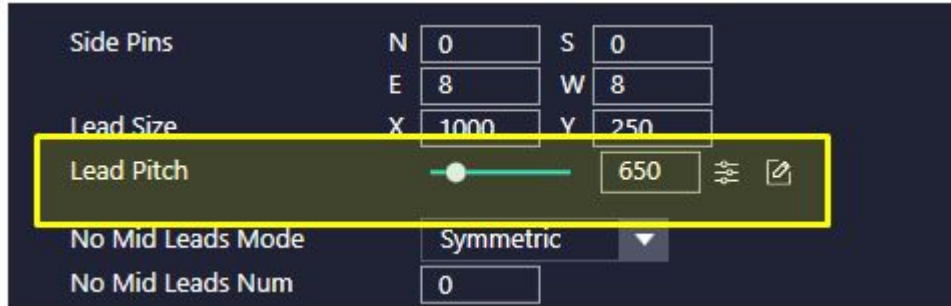 Side Pins N 0 S 0
E 8 W 8
Lead Size X 1000 Y 250
Lead Pitch 650
No Mid Leads Mode Symmetric
No Mid Leads Num 0